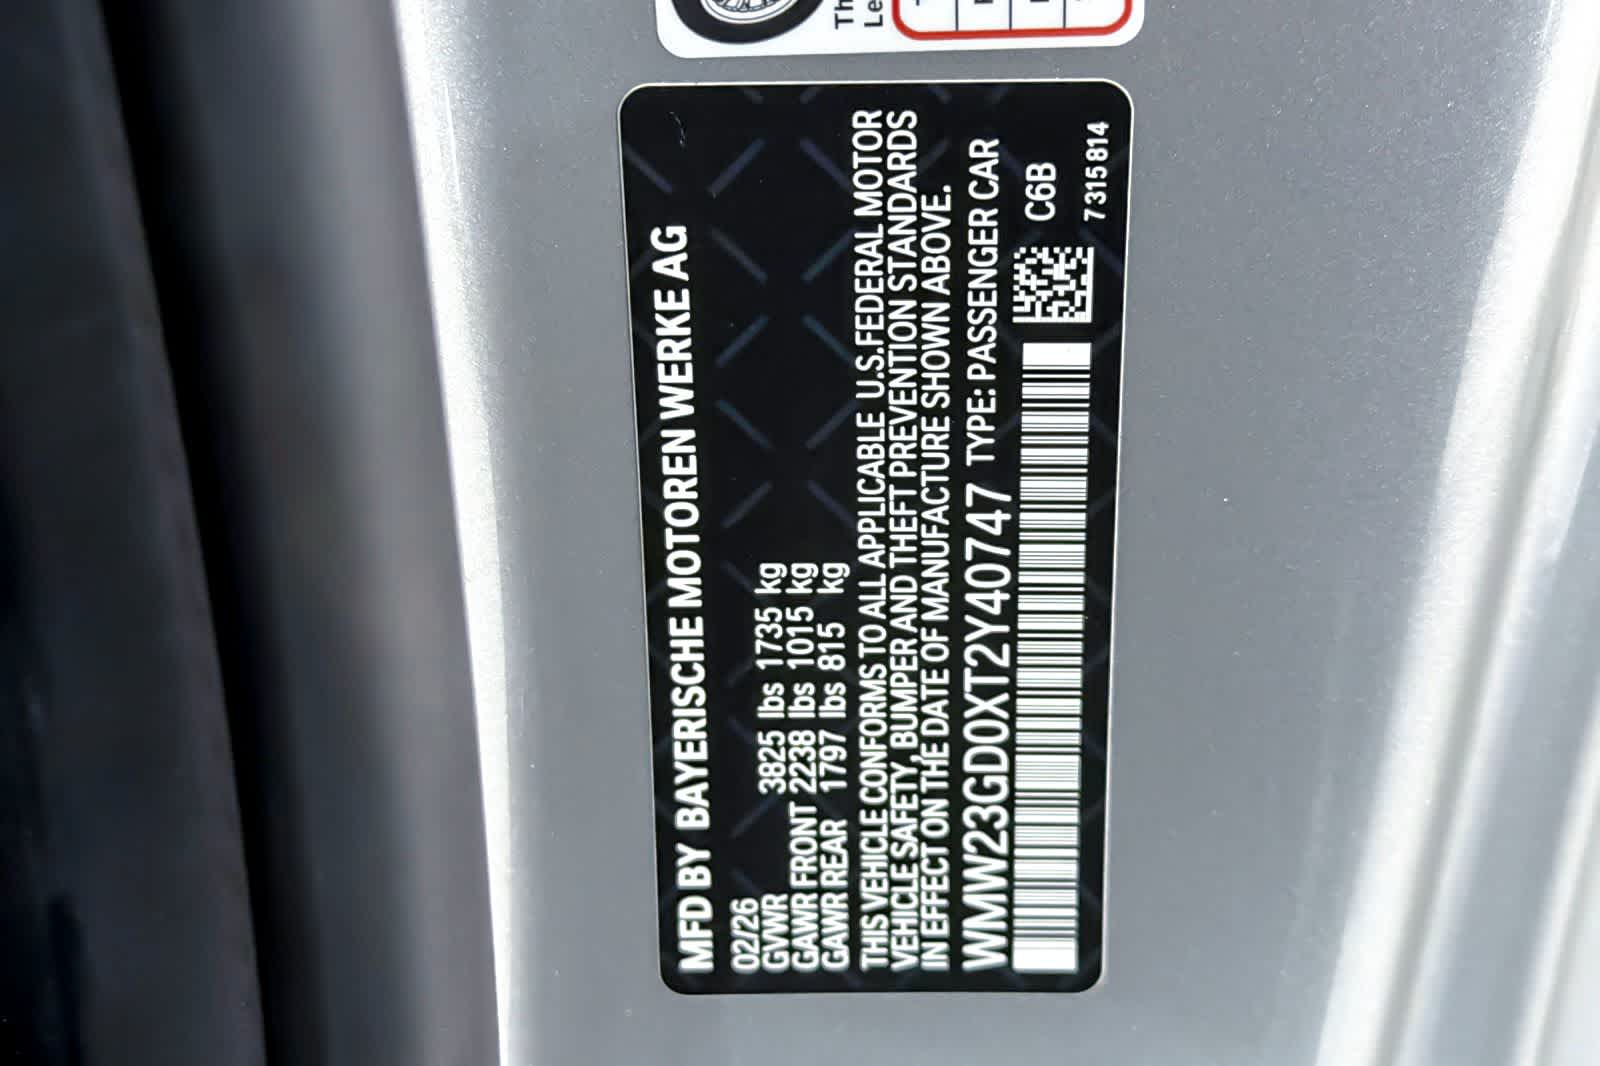 Th
Le
MFD BY BAYERISCHE MOTOREN WERKE AG
02/26
GVWR 3825 lbs 1735 kg
GAWR FRONT 2238 lbs 1015 kg
GAWR REAR 1797 lbs 815 kg
THIS VEHICLE CONFORMS TO ALL APPLICABLE U.S.FEDERAL MOTOR
VEHICLE SAFETY, BUMPER AND THEFT PREVENTION STANDARDS
IN EFFECT ON THE DATE OF MANUFACTURE SHOWN ABOVE.
WMW23GD0XT2Y40747 TYPE: PASSENGER CAR
C6B
7315814